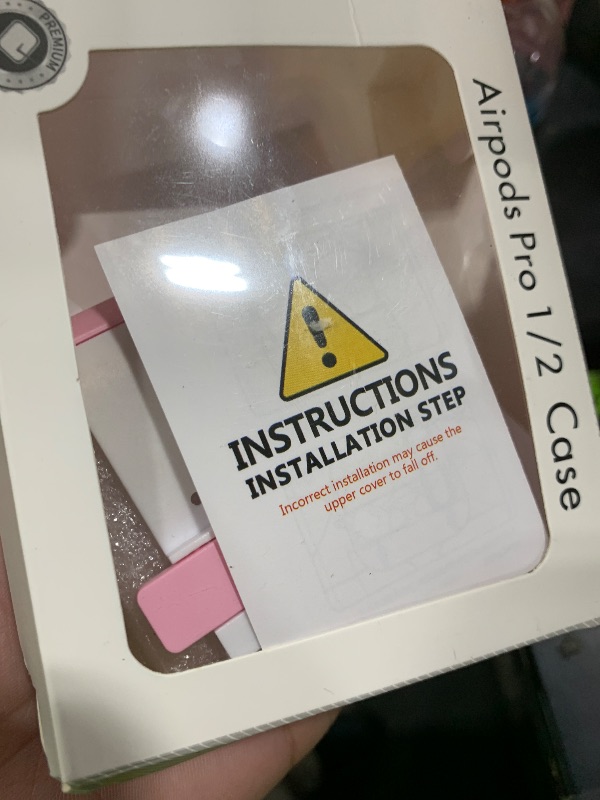 PREMIUM
Airpods Pro 1/2 Case
INSTRUCTIONS
INSTALLATION STEP
Incorrect installation may cause the
upper cover to fall off.